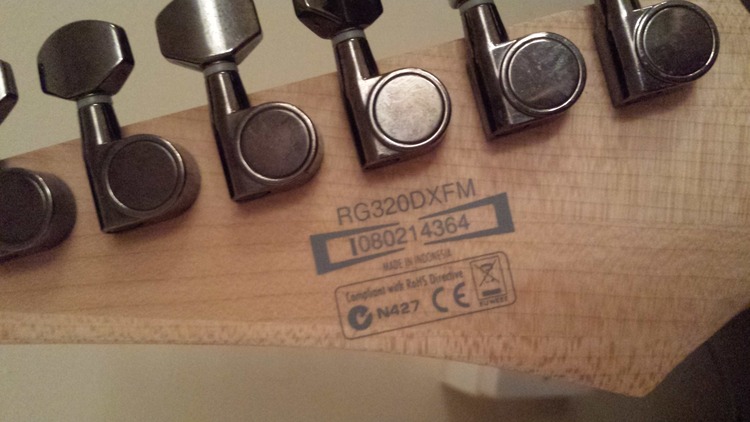 RG320DXFM
I080214364
MADE IN INDONESIA
Compliant with RoHS Directive
N427 CE